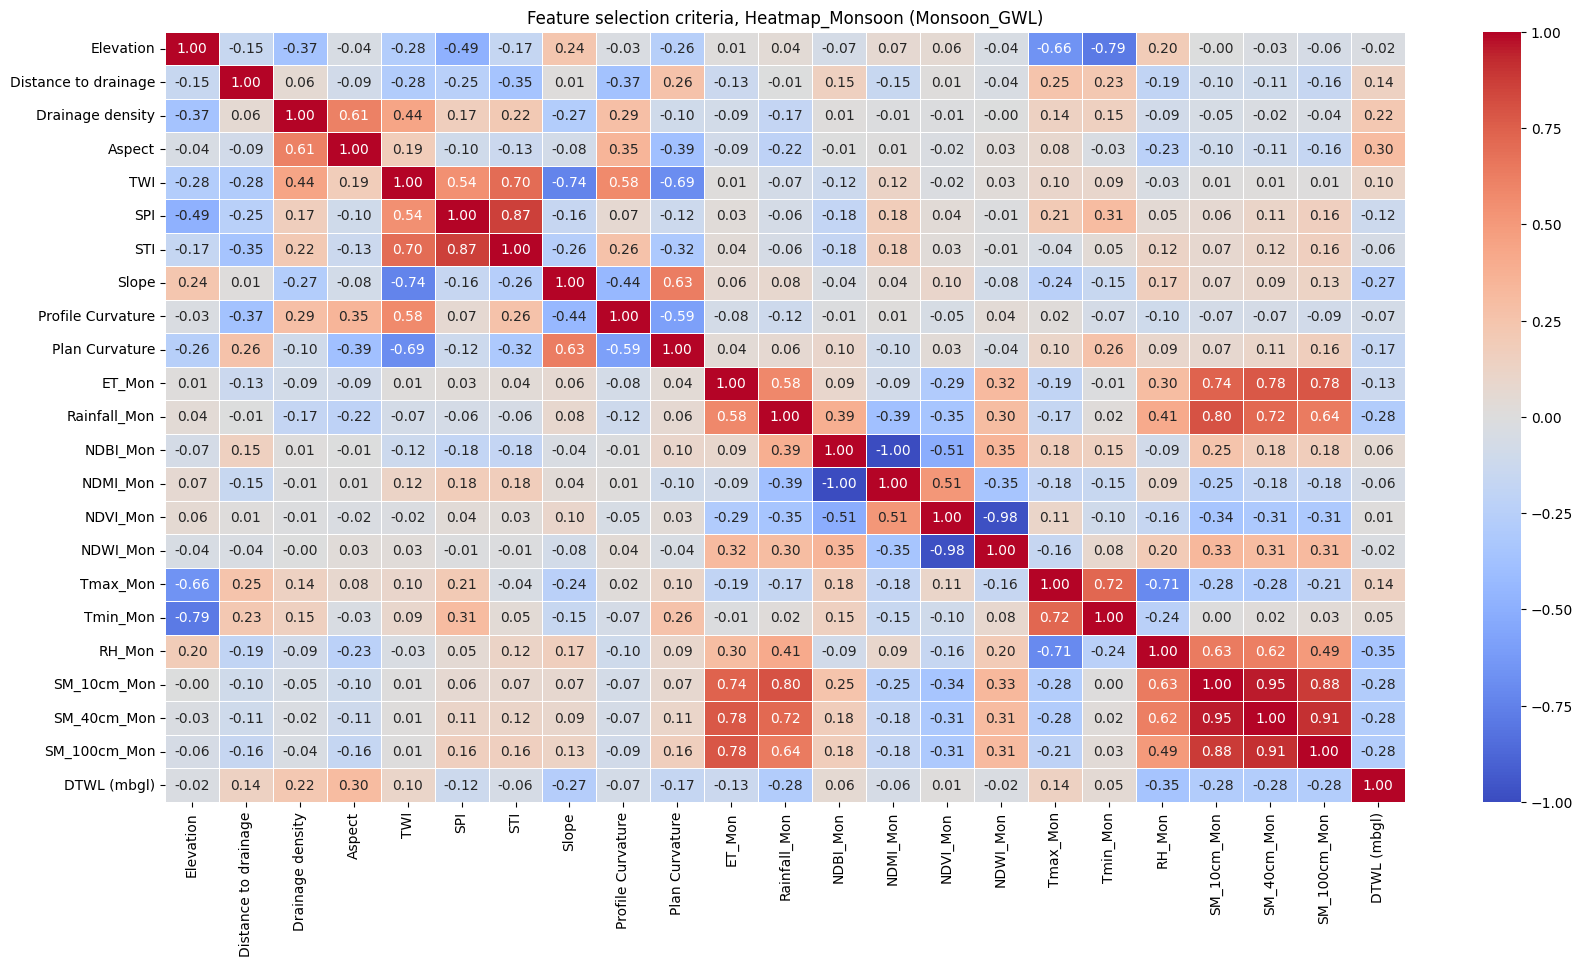 Feature selection criteria, Heatmap_Monsoon (Monsoon_GWL)
Elevation 1.00 -0.15 -0.37 -0.04 -0.28 -0.49 -0.17 0.24 -0.03 -0.26 0.01 0.04 -0.07 0.07 0.06 -0.04 -0.66 -0.79 0.20 -0.00 -0.03 -0.06 -0.02
Distance to drainage -0.15 1.00 0.06 -0.09 -0.28 -0.25 -0.35 0.01 -0.37 0.26 -0.13 -0.01 0.15 -0.15 0.01 -0.04 0.25 0.23 -0.19 -0.10 -0.11 -0.16 0.14
Drainage density -0.37 0.06 1.00 0.61 0.44 0.17 0.22 -0.27 0.29 -0.10 -0.09 -0.17 0.01 -0.01 -0.01 -0.00 0.14 0.15 -0.09 -0.05 -0.02 -0.04 0.22
Aspect -0.04 -0.09 0.61 1.00 0.19 -0.10 -0.13 -0.08 0.35 -0.39 -0.09 -0.22 -0.01 0.01 -0.02 0.03 0.08 -0.03 -0.23 -0.10 -0.11 -0.16 0.30
TWI -0.28 -0.28 0.44 0.19 1.00 0.54 0.70 -0.74 0.58 -0.69 0.01 -0.07 -0.12 0.12 -0.02 0.03 0.10 0.09 -0.03 0.01 0.01 0.01 0.10
SPI -0.49 -0.25 0.17 -0.10 0.54 1.00 0.87 -0.16 0.07 -0.12 0.03 -0.06 -0.18 0.18 0.04 -0.01 0.21 0.31 0.05 0.06 0.11 0.16 -0.12
STI -0.17 -0.35 0.22 -0.13 0.70 0.87 1.00 -0.26 0.26 -0.32 0.04 -0.06 -0.18 0.18 0.03 -0.01 -0.04 0.05 0.12 0.07 0.12 0.16 -0.06
Slope 0.24 0.01 -0.27 -0.08 -0.74 -0.16 -0.26 1.00 -0.44 0.63 0.06 0.08 -0.04 0.04 0.10 -0.08 -0.24 -0.15 0.17 0.07 0.09 0.13 -0.27
Profile Curvature -0.03 -0.37 0.29 0.35 0.58 0.07 0.26 -0.44 1.00 -0.59 -0.08 -0.12 -0.01 0.01 -0.05 0.04 0.02 -0.07 -0.10 -0.07 -0.07 -0.09 -0.07
Plan Curvature -0.26 0.26 -0.10 -0.39 -0.69 -0.12 -0.32 0.63 -0.59 1.00 0.04 0.06 0.10 -0.10 0.03 -0.04 0.10 0.26 0.09 0.07 0.11 0.16 -0.17
ET_Mon 0.01 -0.13 -0.09 -0.09 0.01 0.03 0.04 0.06 -0.08 0.04 1.00 0.58 0.09 -0.09 -0.29 0.32 -0.19 -0.01 0.30 0.74 0.78 0.78 -0.13
Rainfall_Mon 0.04 -0.01 -0.17 -0.22 -0.07 -0.06 -0.06 0.08 -0.12 0.06 0.58 1.00 0.39 -0.39 -0.35 0.30 -0.17 0.02 0.41 0.80 0.72 0.64 -0.28
NDBI_Mon -0.07 0.15 0.01 -0.01 -0.12 -0.18 -0.18 -0.04 -0.01 0.10 0.09 0.39 1.00 -1.00 -0.51 0.35 0.18 0.15 -0.09 0.25 0.18 0.18 0.06
NDMI_Mon 0.07 -0.15 -0.01 0.01 0.12 0.18 0.18 0.04 0.01 -0.10 -0.09 -0.39 -1.00 1.00 0.51 -0.35 -0.18 -0.15 0.09 -0.25 -0.18 -0.18 -0.06
NDVI_Mon 0.06 0.01 -0.01 -0.02 -0.02 0.04 0.03 0.10 -0.05 0.03 -0.29 -0.35 -0.51 0.51 1.00 -0.98 0.11 -0.10 -0.16 -0.34 -0.31 -0.31 0.01
NDWI_Mon -0.04 -0.04 -0.00 0.03 0.03 -0.01 -0.01 -0.08 0.04 -0.04 0.32 0.30 0.35 -0.35 -0.98 1.00 -0.16 0.08 0.20 0.33 0.31 0.31 -0.02
Tmax_Mon -0.66 0.25 0.14 0.08 0.10 0.21 -0.04 -0.24 0.02 0.10 -0.19 -0.17 0.18 -0.18 0.11 -0.16 1.00 0.72 -0.71 -0.28 -0.28 -0.21 0.14
Tmin_Mon -0.79 0.23 0.15 -0.03 0.09 0.31 0.05 -0.15 -0.07 0.26 -0.01 0.02 0.15 -0.15 -0.10 0.08 0.72 1.00 -0.24 0.00 0.02 0.03 0.05
RH_Mon 0.20 -0.19 -0.09 -0.23 -0.03 0.05 0.12 0.17 -0.10 0.09 0.30 0.41 -0.09 0.09 -0.16 0.20 -0.71 -0.24 1.00 0.63 0.62 0.49 -0.35
SM_10cm_Mon -0.00 -0.10 -0.05 -0.10 0.01 0.06 0.07 0.07 -0.07 0.07 0.74 0.80 0.25 -0.25 -0.34 0.33 -0.28 0.00 0.63 1.00 0.95 0.88 -0.28
SM_40cm_Mon -0.03 -0.11 -0.02 -0.11 0.01 0.11 0.12 0.09 -0.07 0.11 0.78 0.72 0.18 -0.18 -0.31 0.31 -0.28 0.02 0.62 0.95 1.00 0.91 -0.28
SM_100cm_Mon -0.06 -0.16 -0.04 -0.16 0.01 0.16 0.16 0.13 -0.09 0.16 0.78 0.64 0.18 -0.18 -0.31 0.31 -0.21 0.03 0.49 0.88 0.91 1.00 -0.28
DTWL (mbgl) -0.02 0.14 0.22 0.30 0.10 -0.12 -0.06 -0.27 -0.07 -0.17 -0.13 -0.28 0.06 -0.06 0.01 -0.02 0.14 0.05 -0.35 -0.28 -0.28 -0.28 1.00
Elevation
Distance to drainage
Drainage density
Aspect
TWI
SPI
STI
Slope
Profile Curvature
Plan Curvature
ET_Mon
Rainfall_Mon
NDBI_Mon
NDMI_Mon
NDVI_Mon
NDWI_Mon
Tmax_Mon
Tmin_Mon
RH_Mon
SM_10cm_Mon
SM_40cm_Mon
SM_100cm_Mon
DTWL (mbgl)
1.00
0.75
0.50
0.25
0.00
−0.25
−0.50
−0.75
−1.00